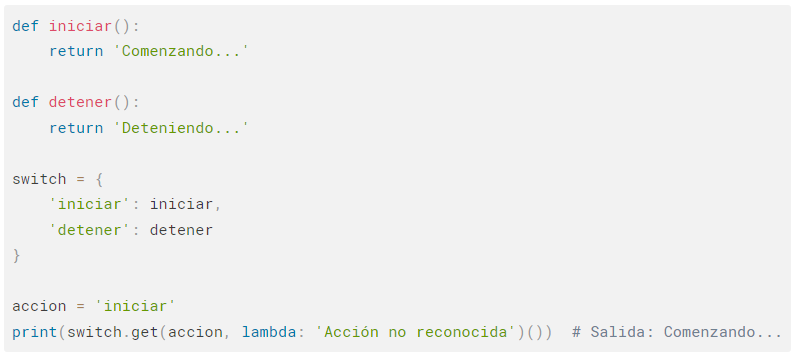 def iniciar():
    return 'Comenzando...'

def detener():
    return 'Deteniendo...'

switch = {
    'iniciar': iniciar,
    'detener': detener
}

accion = 'iniciar'
print(switch.get(accion, lambda: 'Acción no reconocida')())  # Salida: Comenzando...